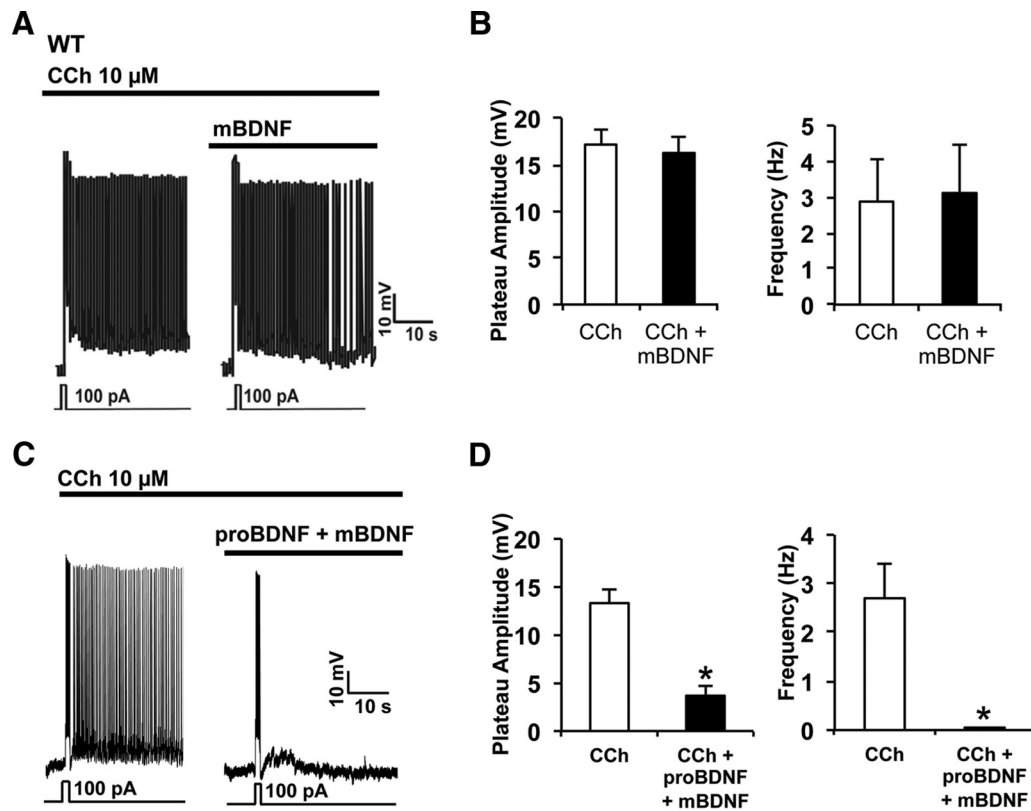 A
WT
CCh 10 µM
mBDNF
10 mV
10 s
100 pA
100 pA
B
Plateau Amplitude (mV)
20
15
10
5
0
CCh
CCh +
mBDNF
Frequency (Hz)
5
4
3
2
1
0
CCh
CCh +
mBDNF
C
CCh 10 µM
proBDNF + mBDNF
10 mV
10 s
100 pA
100 pA
D
Plateau Amplitude (mV)
20
15
10
5
0
*
CCh
CCh +
proBDNF
+ mBDNF
Frequency (Hz)
4
3
2
1
0
*
CCh
CCh +
proBDNF
+ mBDNF